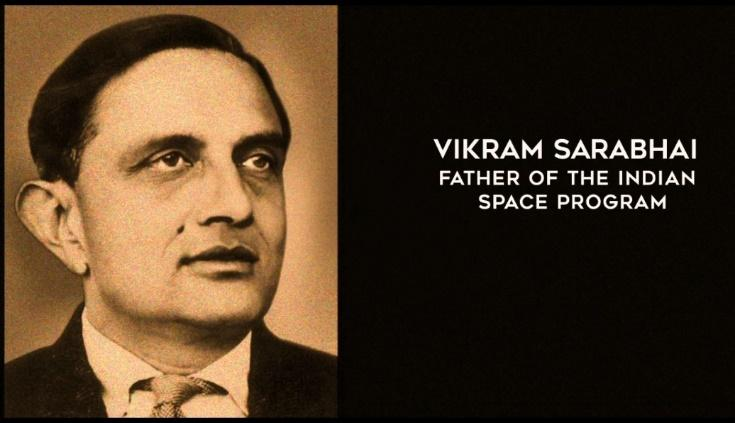 VIKRAM SARABHAI
FATHER OF THE INDIAN
SPACE PROGRAM